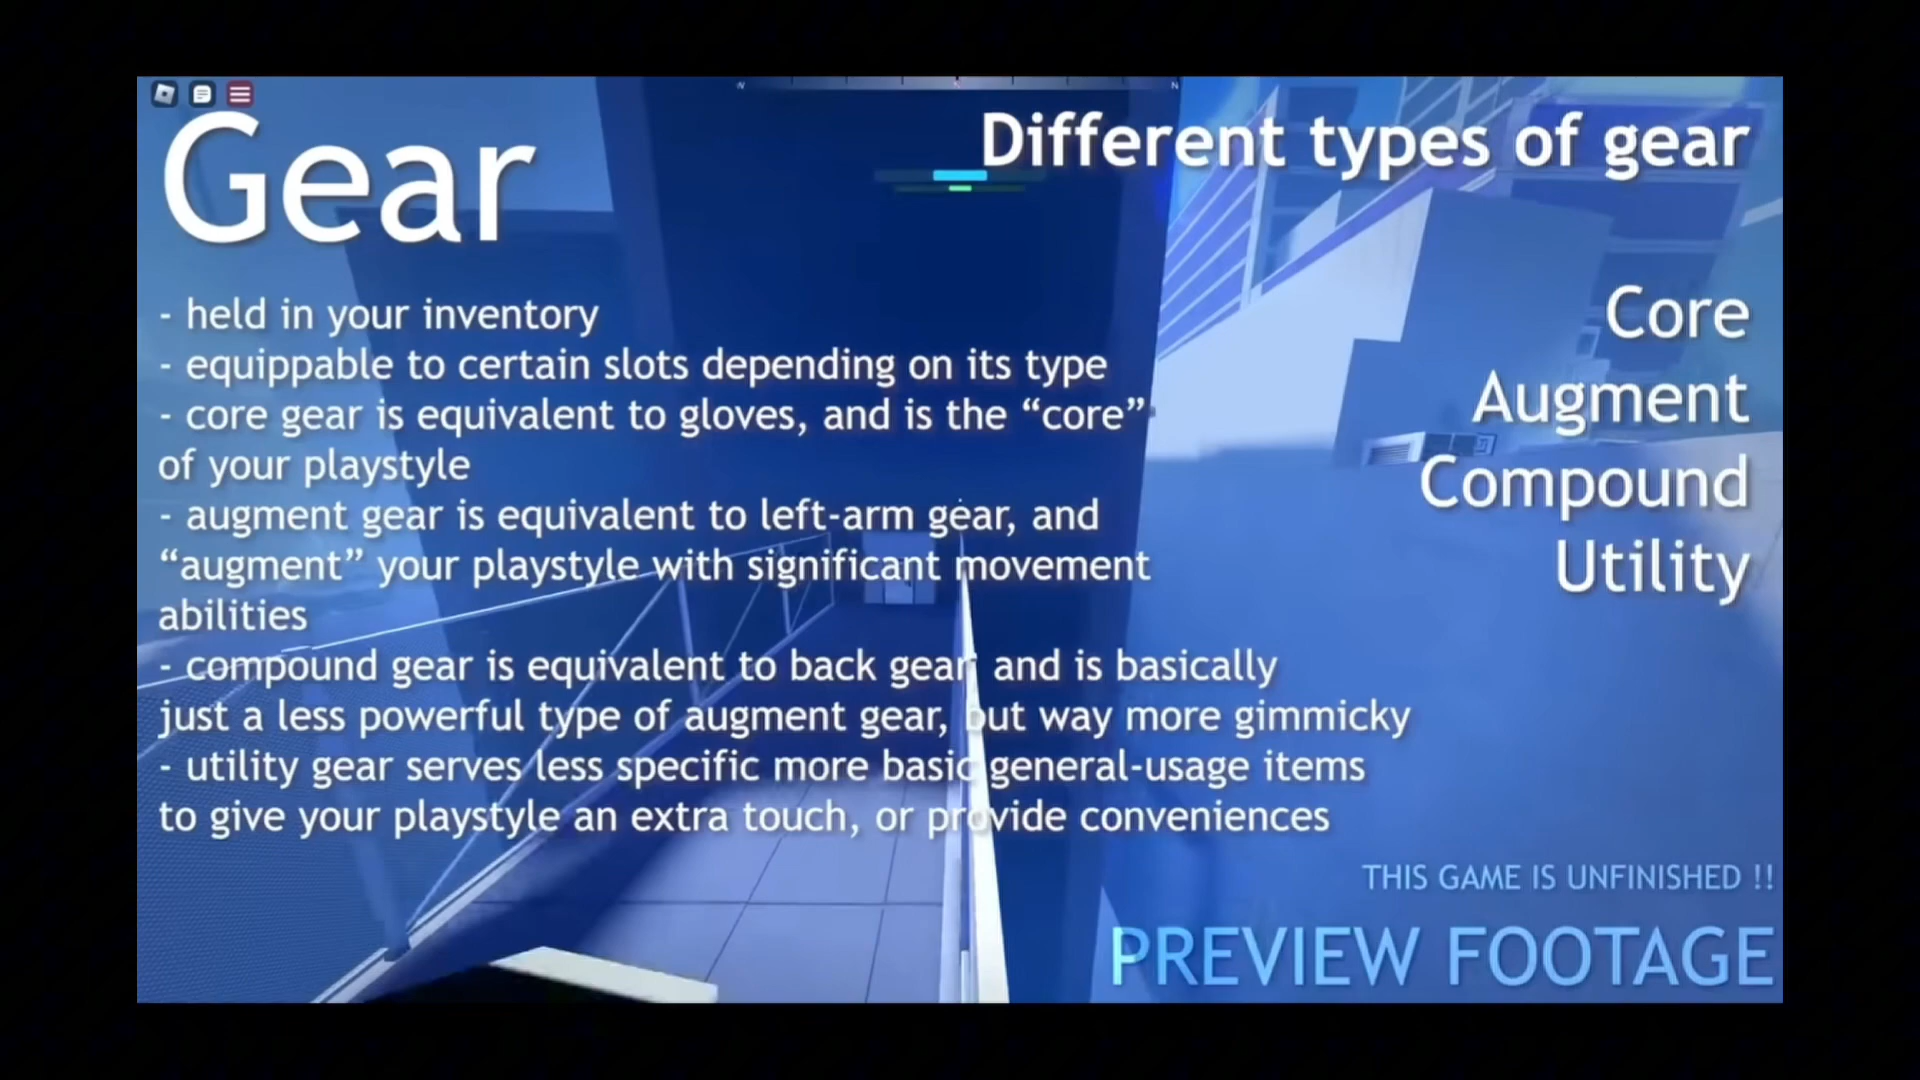 Gear
Different types of gear
- held in your inventory
- equippable to certain slots depending on its type
- core gear is equivalent to gloves, and is the “core”
of your playstyle
- augment gear is equivalent to left-arm gear, and
“augment” your playstyle with significant movement
abilities
- compound gear is equivalent to back gear, and is basically
just a less powerful type of augment gear, but way more gimmicky
- utility gear serves less specific more basic general-usage items
to give your playstyle an extra touch, or provide conveniences
Core
Augment
Compound
Utility
THIS GAME IS UNFINISHED !!
PREVIEW FOOTAGE